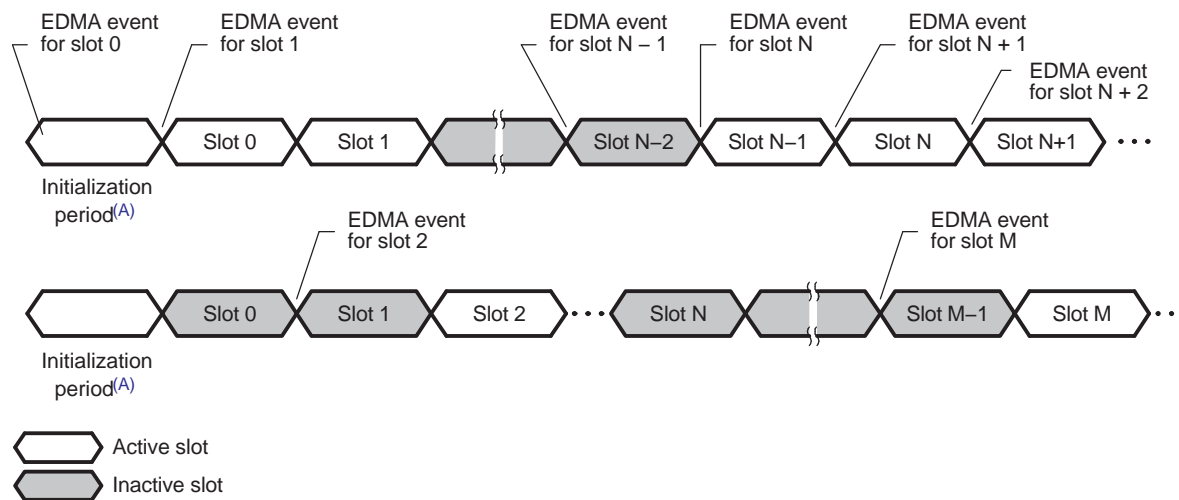 EDMA event
for slot 0
EDMA event
for slot 1
EDMA event
for slot N – 1
EDMA event
for slot N
EDMA event
for slot N + 1
EDMA event
for slot N + 2
Slot 0
Slot 1
Slot N–2
Slot N–1
Slot N
Slot N+1
Initialization
period(A)
EDMA event
for slot 2
EDMA event
for slot M
Slot 0
Slot 1
Slot 2
Slot N
Slot M–1
Slot M
Initialization
period(A)
Active slot
Inactive slot